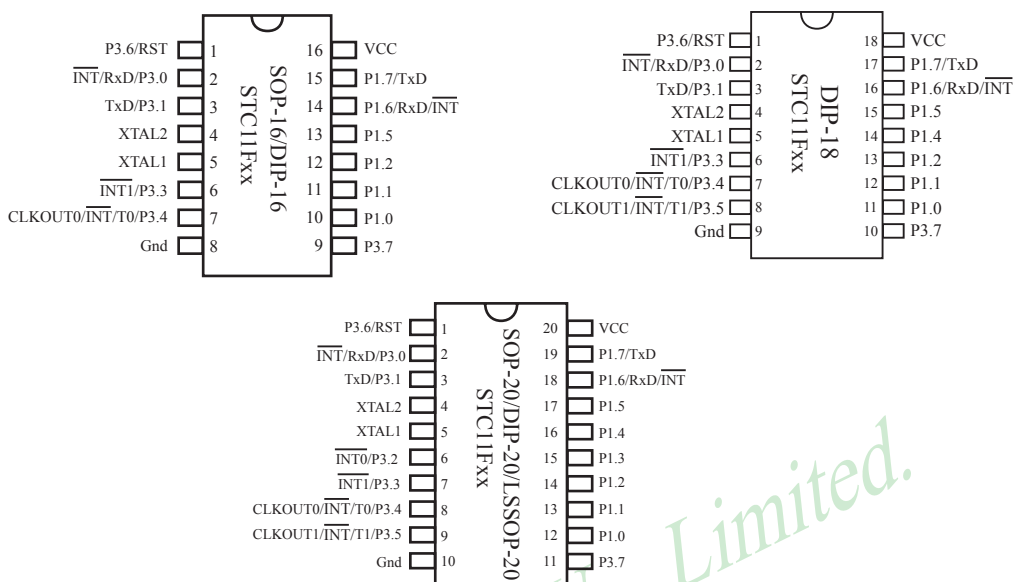 P3.6/RST 1 16 VCC
INT/RxD/P3.0 2 15 P1.7/TxD
TxD/P3.1 3 14 P1.6/RxD/INT
XTAL2 4 13 P1.5
XTAL1 5 12 P1.2
INT1/P3.3 6 11 P1.1
CLKOUT0/INT/T0/P3.4 7 10 P1.0
Gnd 8 9 P3.7
SOP-16/DIP-16
STC11Fxx
P3.6/RST 1 18 VCC
INT/RxD/P3.0 2 17 P1.7/TxD
TxD/P3.1 3 16 P1.6/RxD/INT
XTAL2 4 15 P1.5
XTAL1 5 14 P1.4
INT1/P3.3 6 13 P1.2
CLKOUT0/INT/T0/P3.4 7 12 P1.1
CLKOUT1/INT/T1/P3.5 8 11 P1.0
Gnd 9 10 P3.7
DIP-18
STC11Fxx
P3.6/RST 1 20 VCC
INT/RxD/P3.0 2 19 P1.7/TxD
TxD/P3.1 3 18 P1.6/RxD/INT
XTAL2 4 17 P1.5
XTAL1 5 16 P1.4
INT0/P3.2 6 15 P1.3
INT1/P3.3 7 14 P1.2
CLKOUT0/INT/T0/P3.4 8 13 P1.1
CLKOUT1/INT/T1/P3.5 9 12 P1.0
Gnd 10 11 P3.7
SOP-20/DIP-20/LSSOP-20
STC11Fxx
Limited.